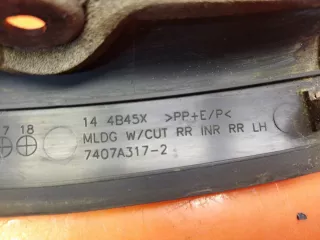 14 4B45X >PP+E/P<
7 18 MLDG W/CUT RR INR RR LH
7407A317-2